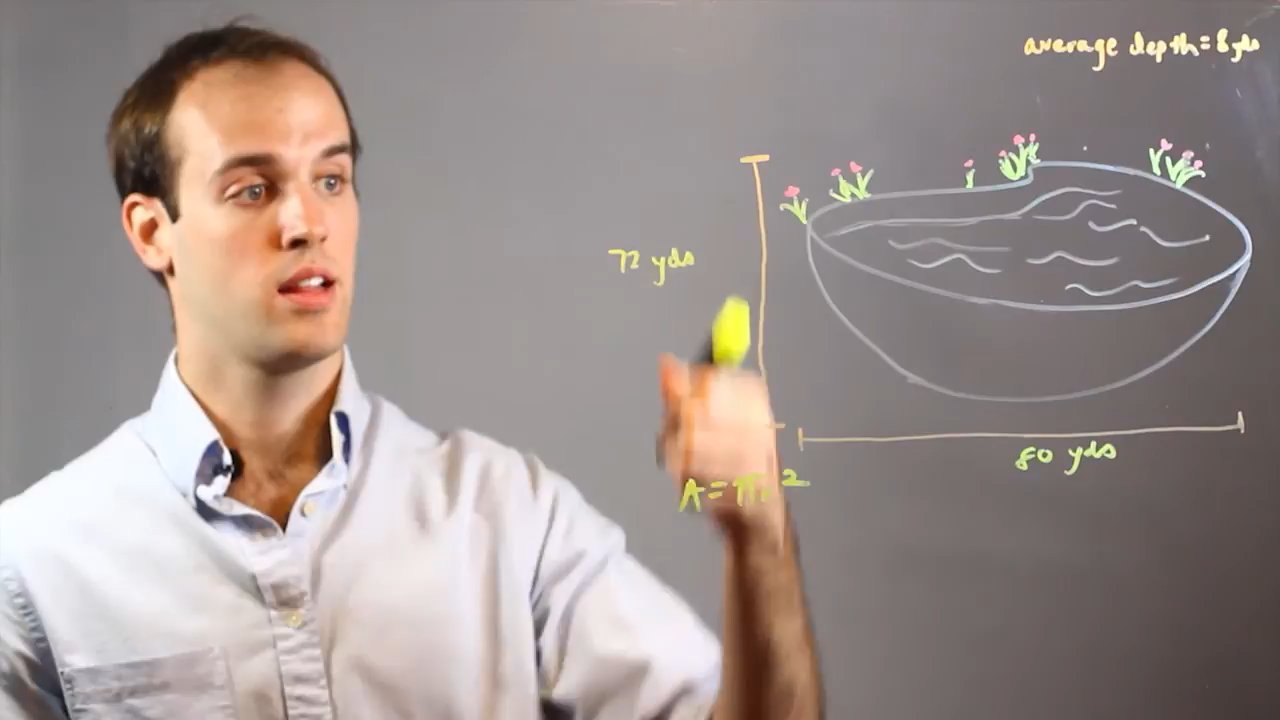 average depth = 8 yds
72 yds
80 yds
A = πr²